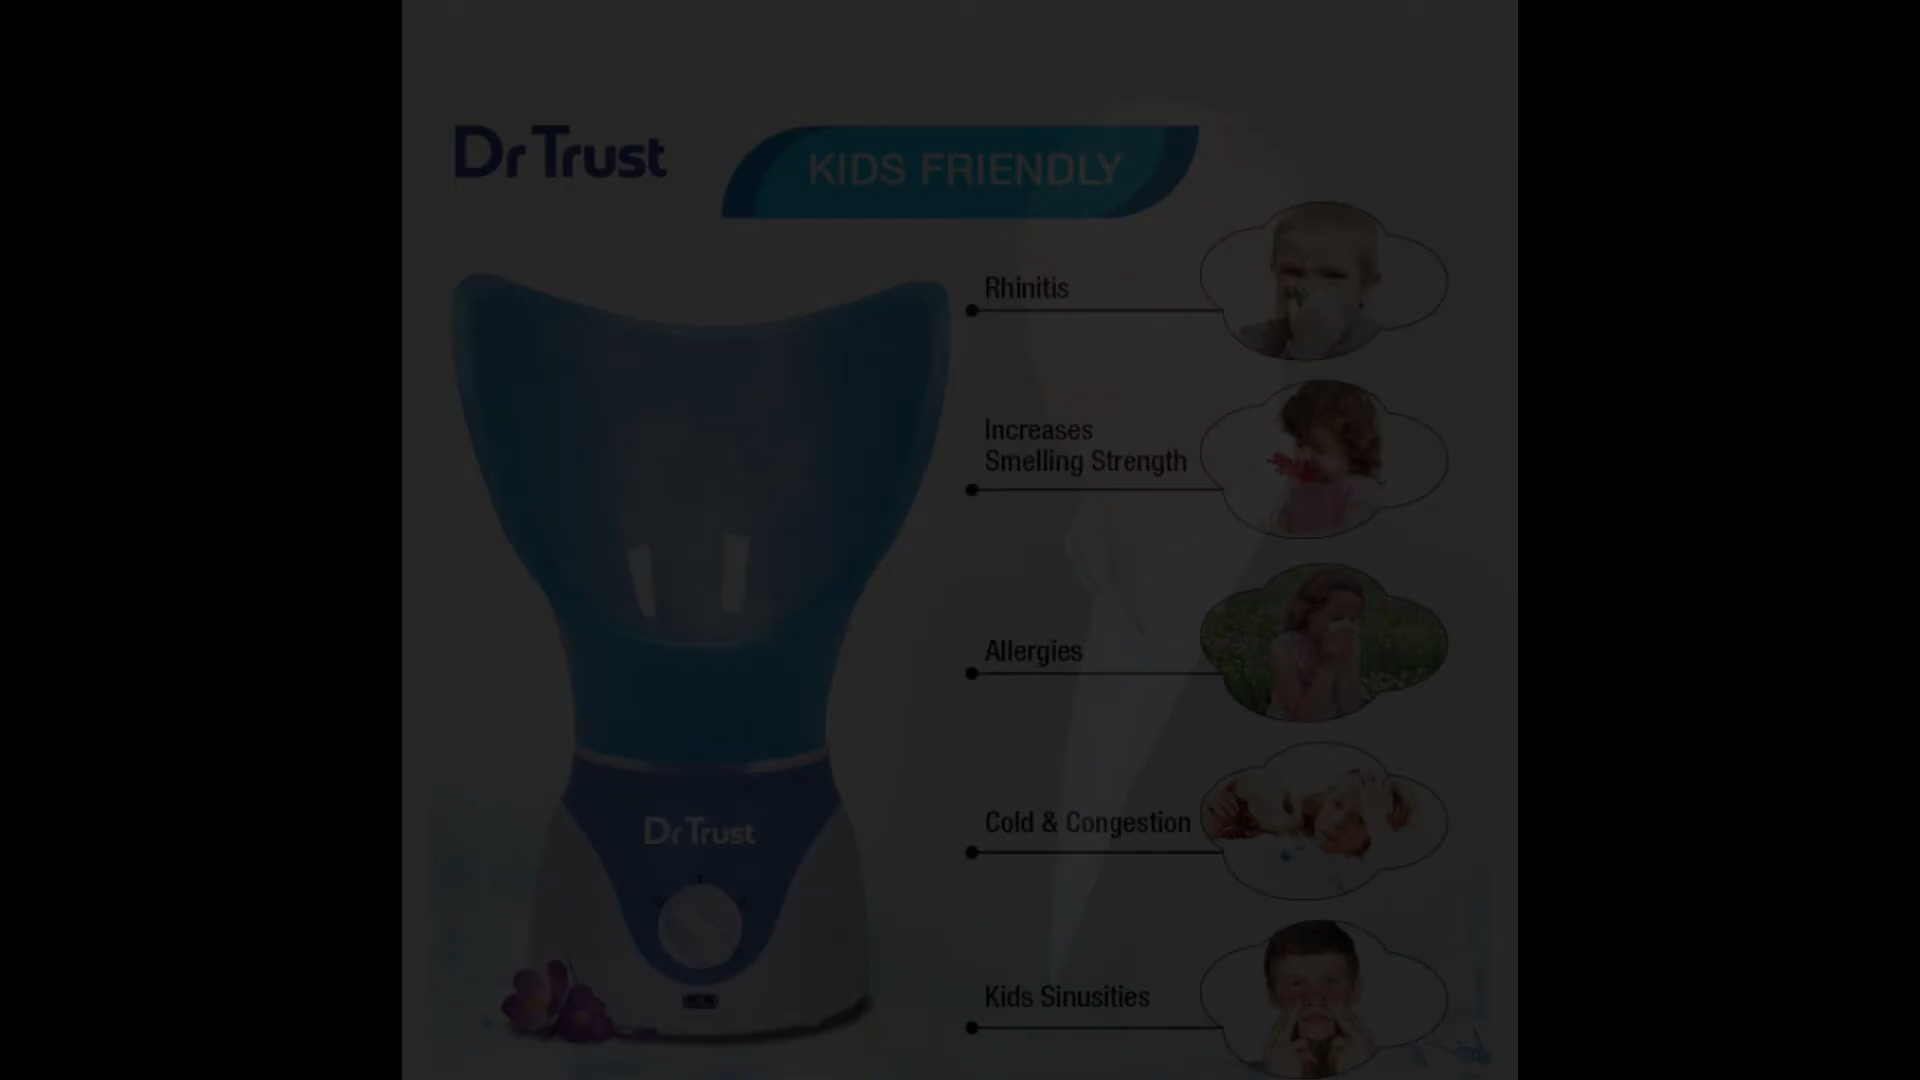 Dr Trust
KIDS FRIENDLY
Rhinitis
Increases
Smelling Strength
Allergies
Cold & Congestion
Dr Trust
Kids Sinusities